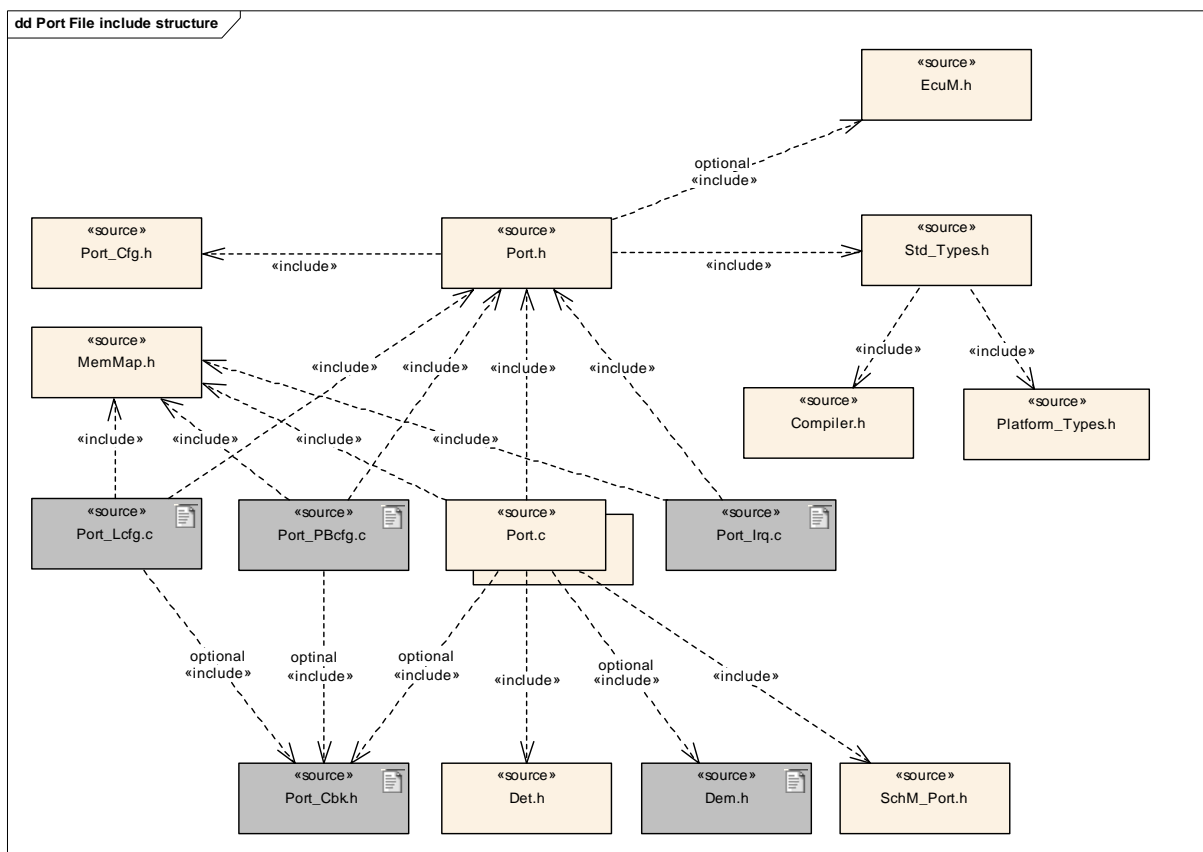 dd Port File include structure
«source»
EcuM.h
optional
«include»
«source»
Port_Cfg.h
«include»
«source»
Port.h
«include»
«source»
Std_Types.h
«source»
MemMap.h
«include»
«include»
«include»
«include»
«include»
«include»
«source»
Compiler.h
«source»
Platform_Types.h
«include»
«include»
«include»
«include»
«source»
Port_Lcfg.c
«source»
Port_PBcfg.c
«source»
Port.c
«source»
Port_Irq.c
optional
«include»
optinal
«include»
optional
«include»
«include»
optional
«include»
«include»
«source»
Port_Cbk.h
«source»
Det.h
«source»
Dem.h
«source»
SchM_Port.h